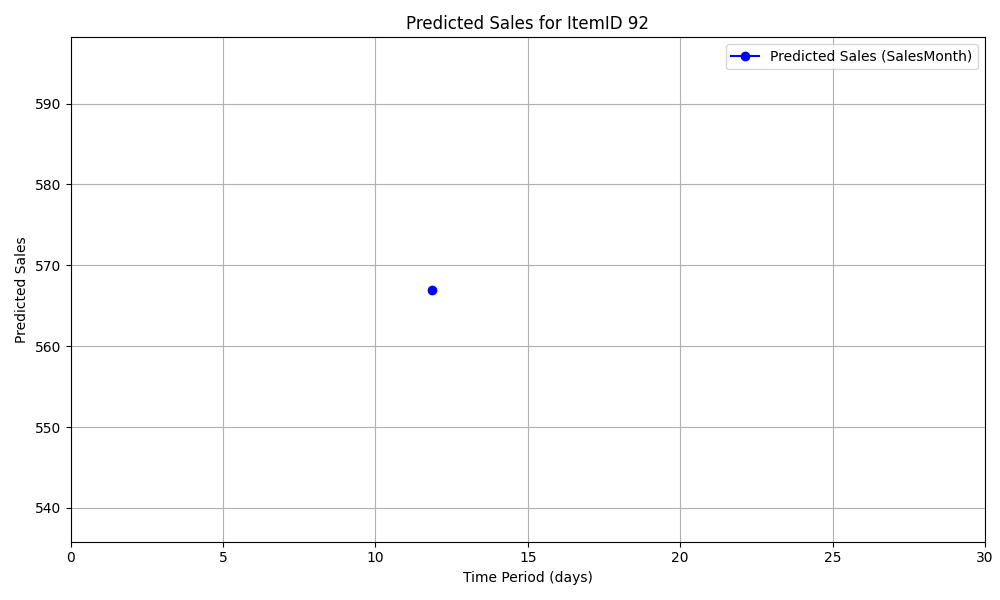 Predicted Sales for ItemID 92
Predicted Sales (SalesMonth)
Predicted Sales
590
580
570
560
550
540
0 5 10 15 20 25 30
Time Period (days)